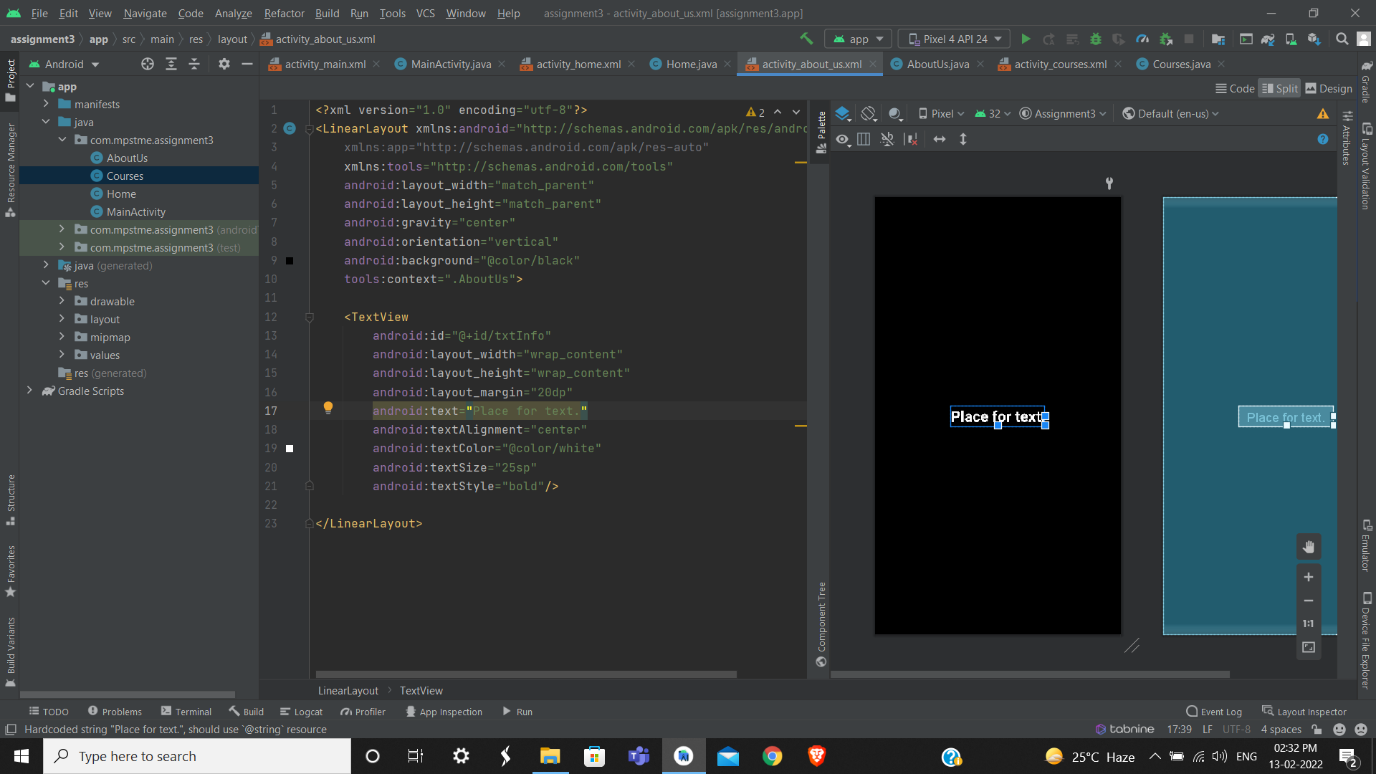 File Edit View Navigate Code Analyze Refactor Build Run Tools VCS Window Help assignment3 - activity_about_us.xml [assignment3.app]
assignment3 app src main res layout activity_about_us.xml
app Pixel 4 API 24
Android
activity_main.xml MainActivity.java activity_home.xml Home.java activity_about_us.xml AboutUs.java activity_courses.xml Courses.java
Code Split Design
Project
Resource Manager
Structure
Favorites
Build Variants
app
manifests
java
com.mpstme.assignment3
AboutUs
Courses
Home
MainActivity
com.mpstme.assignment3 (android
com.mpstme.assignment3 (test)
java (generated)
res
drawable
layout
mipmap
values
res (generated)
Gradle Scripts
1 <?xml version="1.0" encoding="utf-8"?>
2 <LinearLayout xmlns:android="http://schemas.android.com/apk/res/andro
3 xmlns:app="http://schemas.android.com/apk/res-auto"
4 xmlns:tools="http://schemas.android.com/tools"
5 android:layout_width="match_parent"
6 android:layout_height="match_parent"
7 android:gravity="center"
8 android:orientation="vertical"
9 android:background="@color/black"
10 tools:context=".AboutUs">
11
12 <TextView
13 android:id="@+id/txtInfo"
14 android:layout_width="wrap_content"
15 android:layout_height="wrap_content"
16 android:layout_margin="20dp"
17 android:text="Place for text."
18 android:textAlignment="center"
19 android:textColor="@color/white"
20 android:textSize="25sp"
21 android:textStyle="bold"/>
22
23 </LinearLayout>
2
Palette
Component Tree
Pixel 32 Assignment3 Default (en-us)
Place for text.
Place for text.
1:1
Attributes
Gradle
Layout Validation
Emulator
Device File Explorer
LinearLayout TextView
TODO Problems Terminal Build Logcat Profiler App Inspection Run Event Log Layout Inspector
Hardcoded string "Place for text.", should use `@string` resource tabnine 17:39 LF UTF-8 4 spaces
Type here to search
25°C Haze ENG 02:32 PM
13-02-2022 2